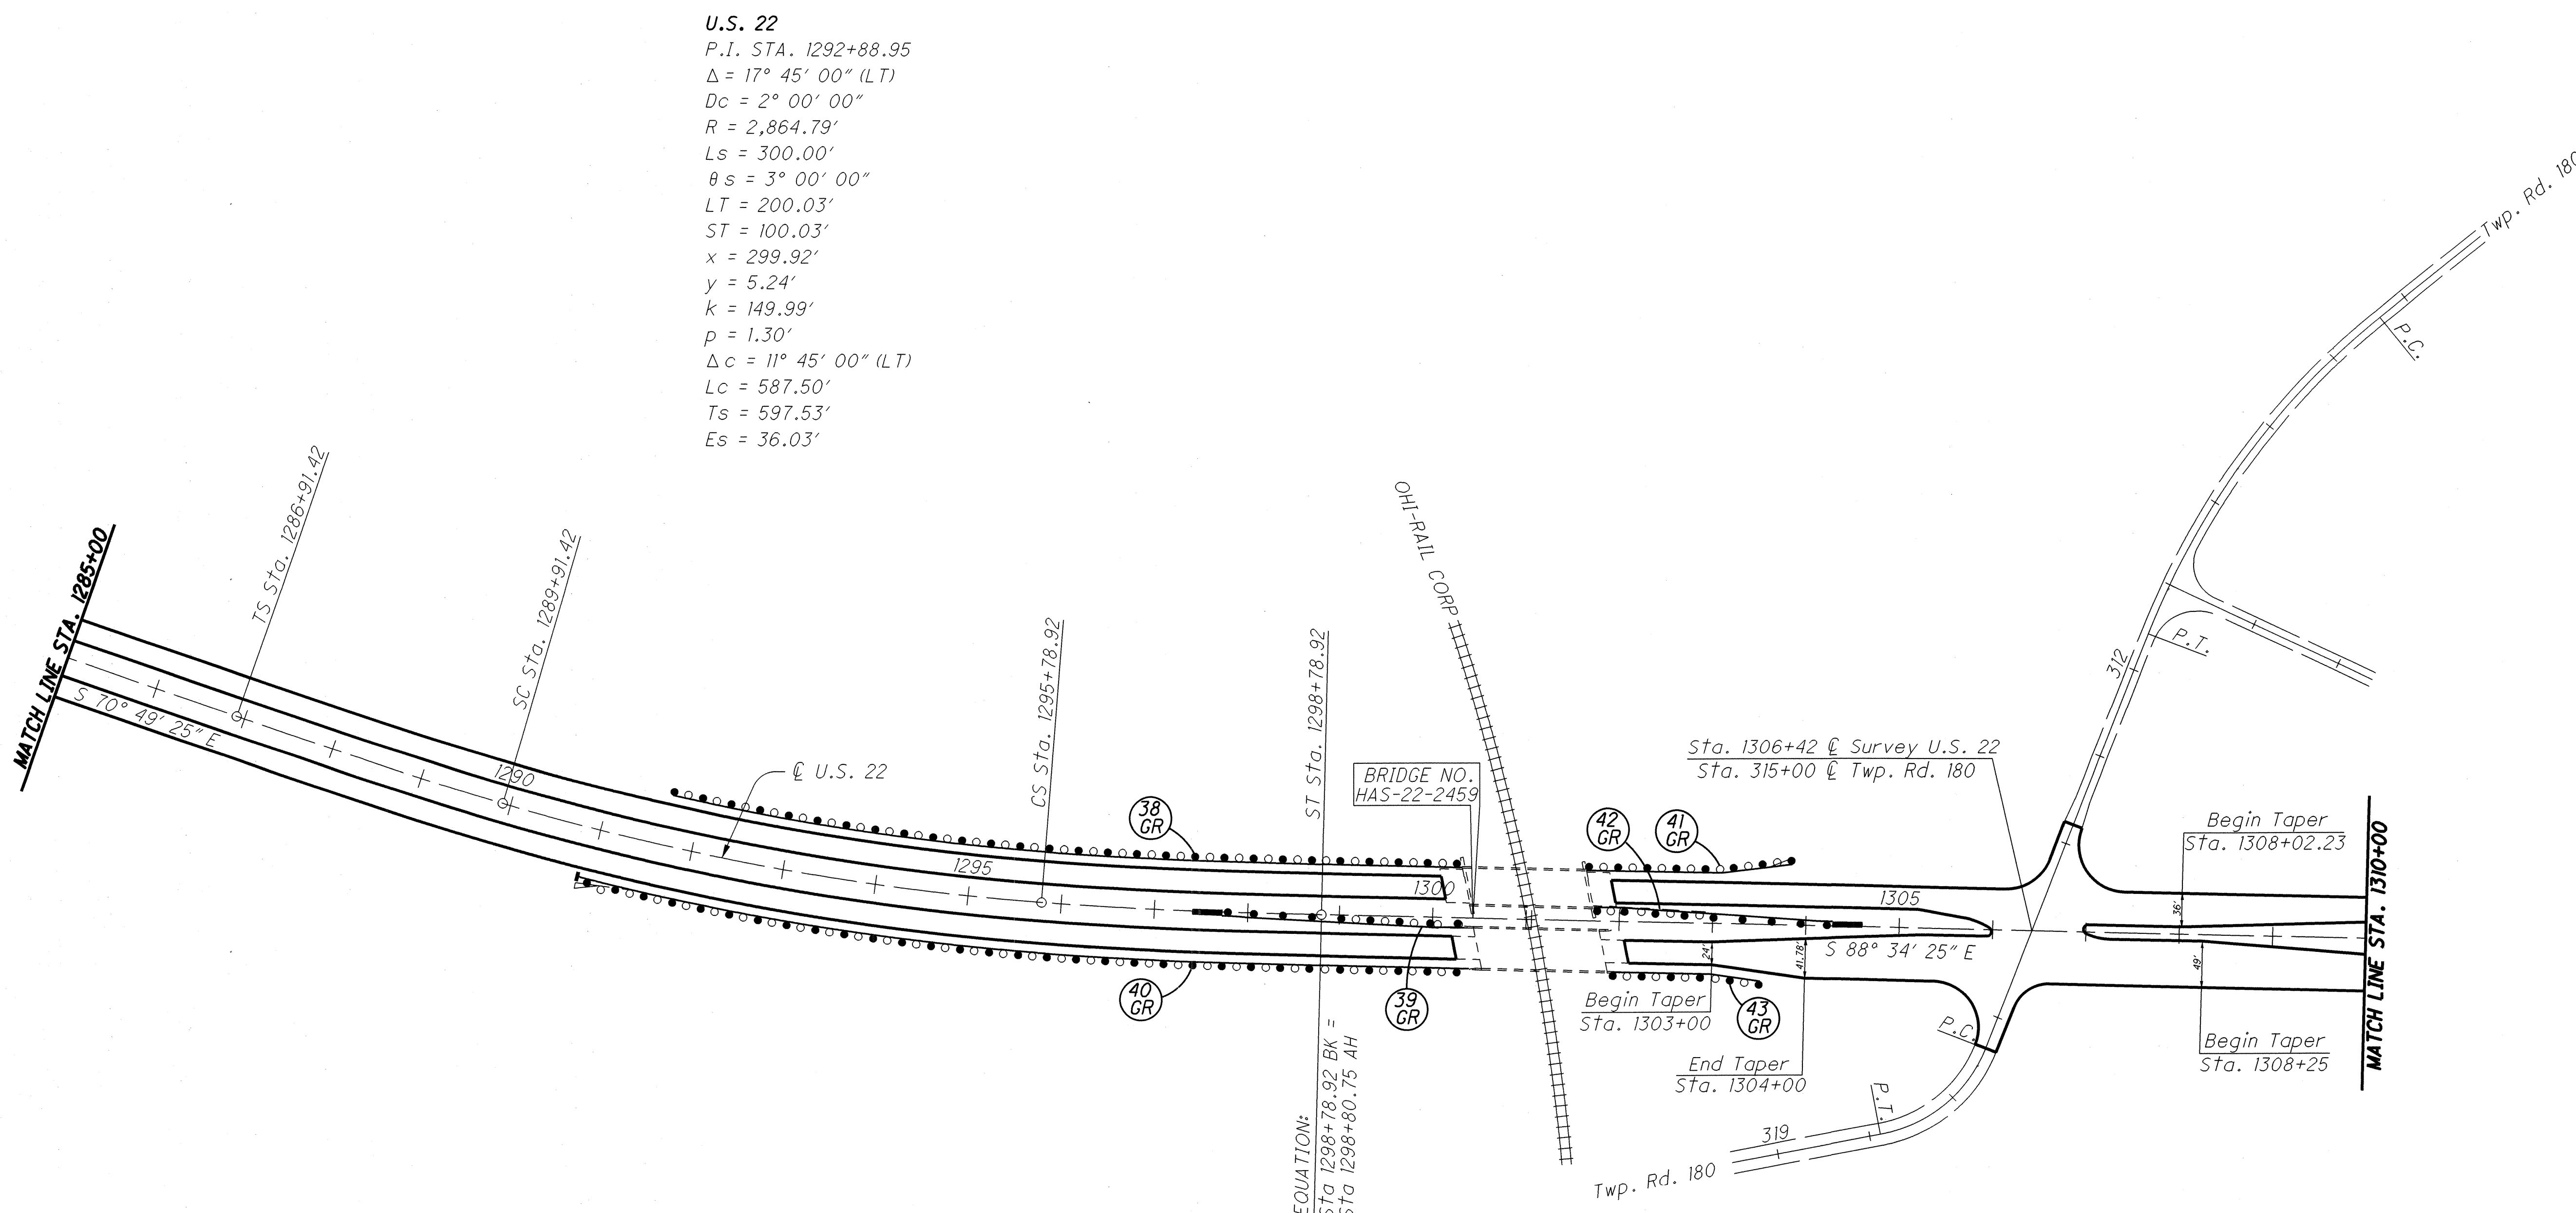 U.S. 22
P.I. STA. 1292+88.95
Δ = 17° 45' 00" (LT)
Dc = 2° 00' 00"
R = 2,864.79'
Ls = 300.00'
θs = 3° 00' 00"
LT = 200.03'
ST = 100.03'
x = 299.92'
y = 5.24'
k = 149.99'
p = 1.30'
Δc = 11° 45' 00" (LT)
Lc = 587.50'
Ts = 597.53'
Es = 36.03'
MATCH LINE STA. 1285+00
S 70° 49' 25" E
TS Sta. 1286+91.42
SC Sta. 1289+91.42
1290
℄ U.S. 22
1295
CS Sta. 1295+78.92
38
GR
40
GR
ST Sta. 1298+78.92
EQUATION:
Sta 1298+78.92 BK =
Sta 1298+80.75 AH
39
GR
1300
BRIDGE NO.
HAS-22-2459
OHI-RAIL CORP
42
GR
41
GR
43
GR
Begin Taper
Sta. 1303+00
24'
41.78'
End Taper
Sta. 1304+00
1305
S 88° 34' 25" E
Sta. 1306+42 ℄ Survey U.S. 22
Sta. 315+00 ℄ Twp. Rd. 180
Twp. Rd. 180
P.C.
P.T.
312
P.C.
P.T.
319
Twp. Rd. 180
Begin Taper
Sta. 1308+02.23
36'
49'
Begin Taper
Sta. 1308+25
MATCH LINE STA. 1310+00